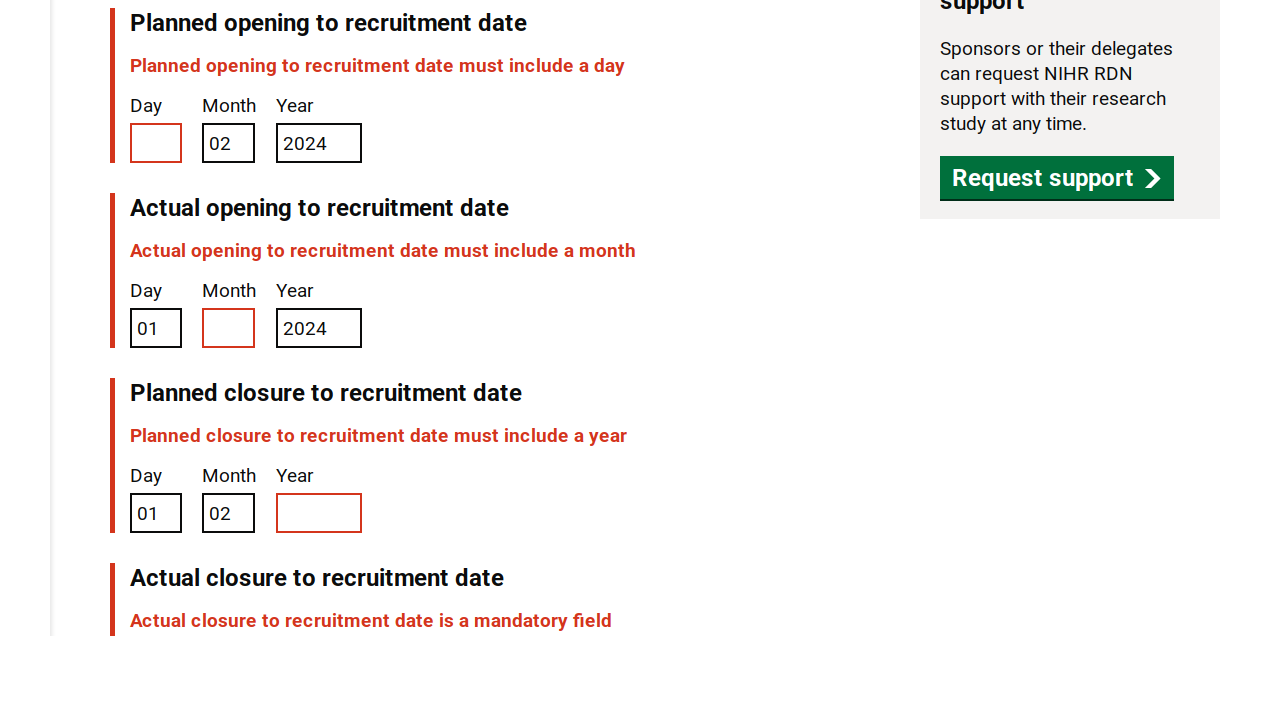 Planned opening to recruitment date
Planned opening to recruitment date must include a day
Day Month Year
02 2024
Actual opening to recruitment date
Actual opening to recruitment date must include a month
Day Month Year
01 2024
Planned closure to recruitment date
Planned closure to recruitment date must include a year
Day Month Year
01 02
Actual closure to recruitment date
Actual closure to recruitment date is a mandatory field
support
Sponsors or their delegates
can request NIHR RDN
support with their research
study at any time.
Request support